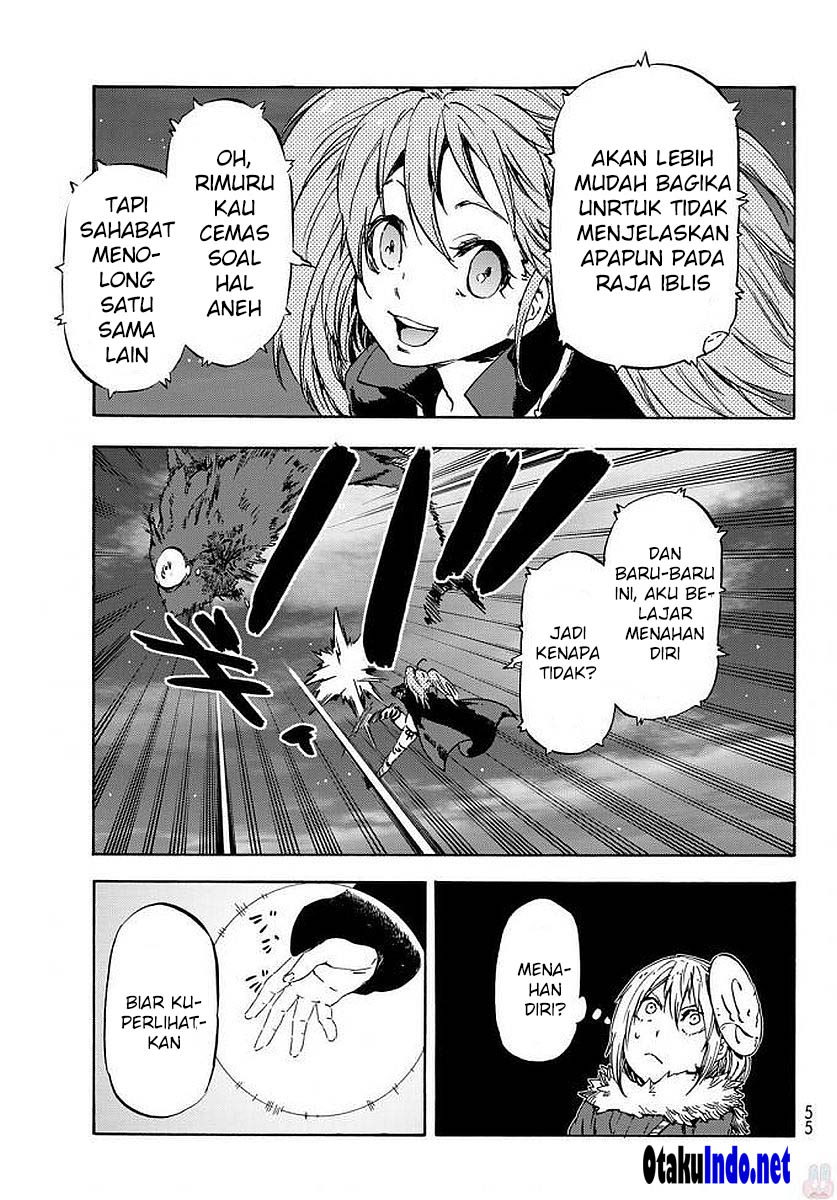 AKAN LEBIH
MUDAH BAGIKA
UNRTUK TIDAK
MENJELASKAN
APAPUN PADA
RAJA IBLIS
OH,
RIMURU
KAU
CEMAS
SOAL
HAL
ANEH
TAPI
SAHABAT
MENO-
LONG
SATU
SAMA
LAIN
DAN
BARU-BARU
INI, AKU BE-
LAJAR
MENAHAN
DIRI
JADI
KENAPA
TIDAK?
MENA-
HAN
DIRI?
BIAR KU-
PERLIHAT-
KAN
55
OtakuIndo.net